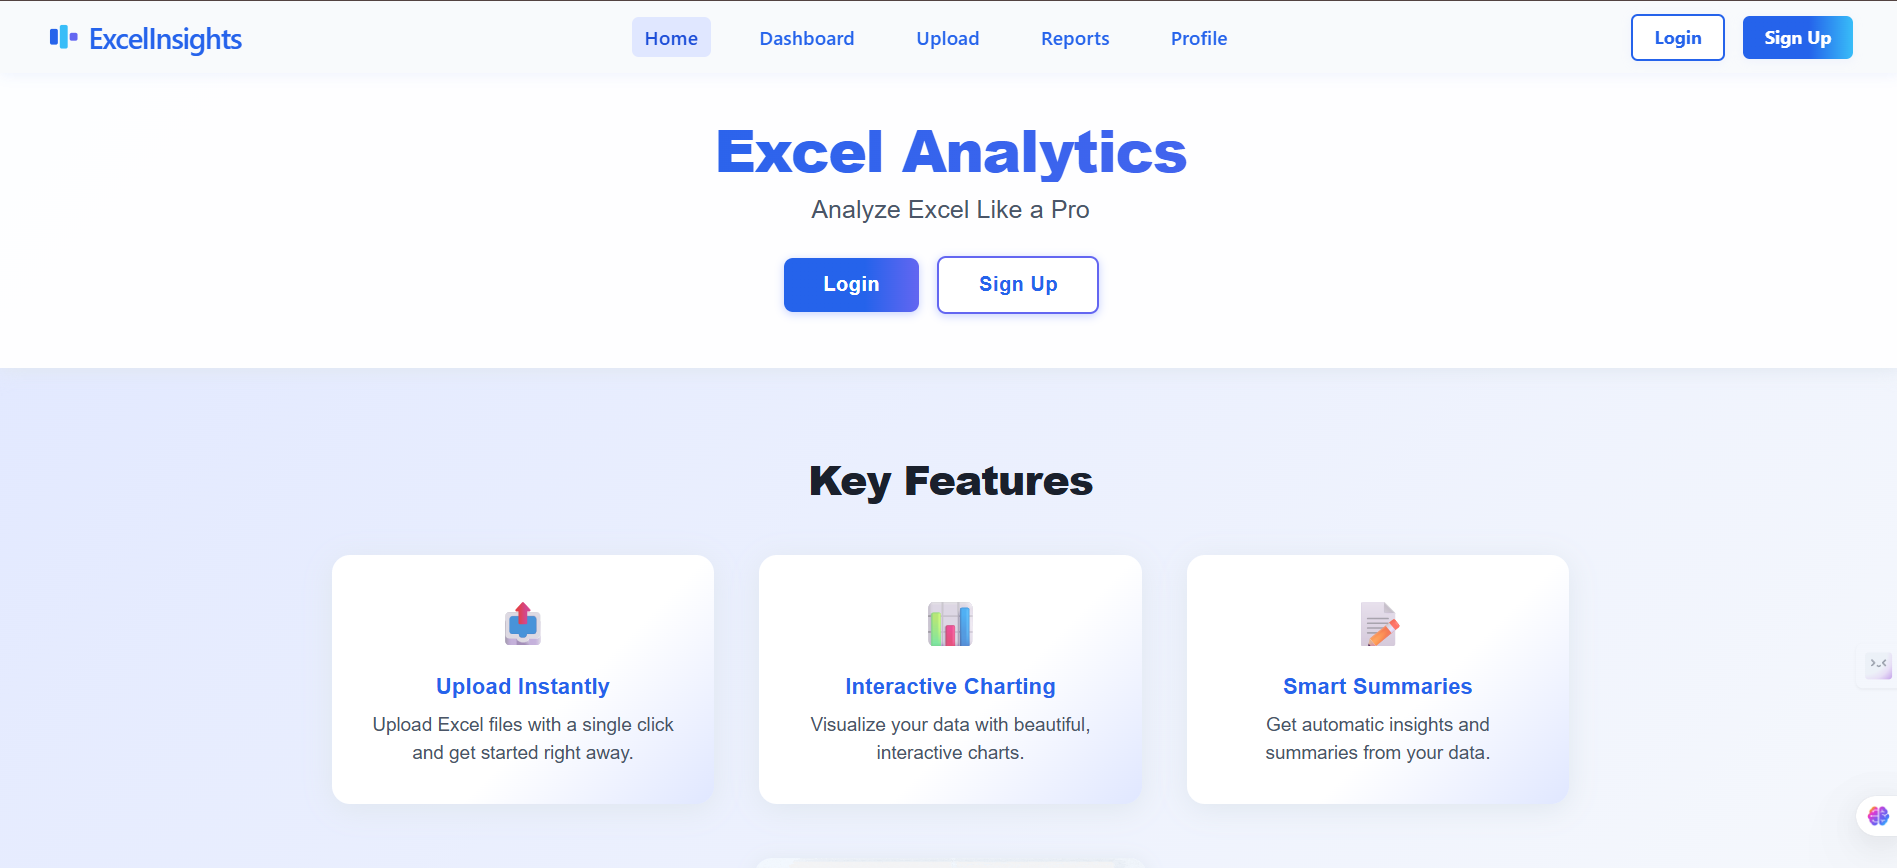 ExcelInsights
Home
Dashboard
Upload
Reports
Profile
Login
Sign Up
Excel Analytics
Analyze Excel Like a Pro
Login
Sign Up
Key Features
Upload Instantly
Upload Excel files with a single click
and get started right away.
Interactive Charting
Visualize your data with beautiful,
interactive charts.
Smart Summaries
Get automatic insights and
summaries from your data.